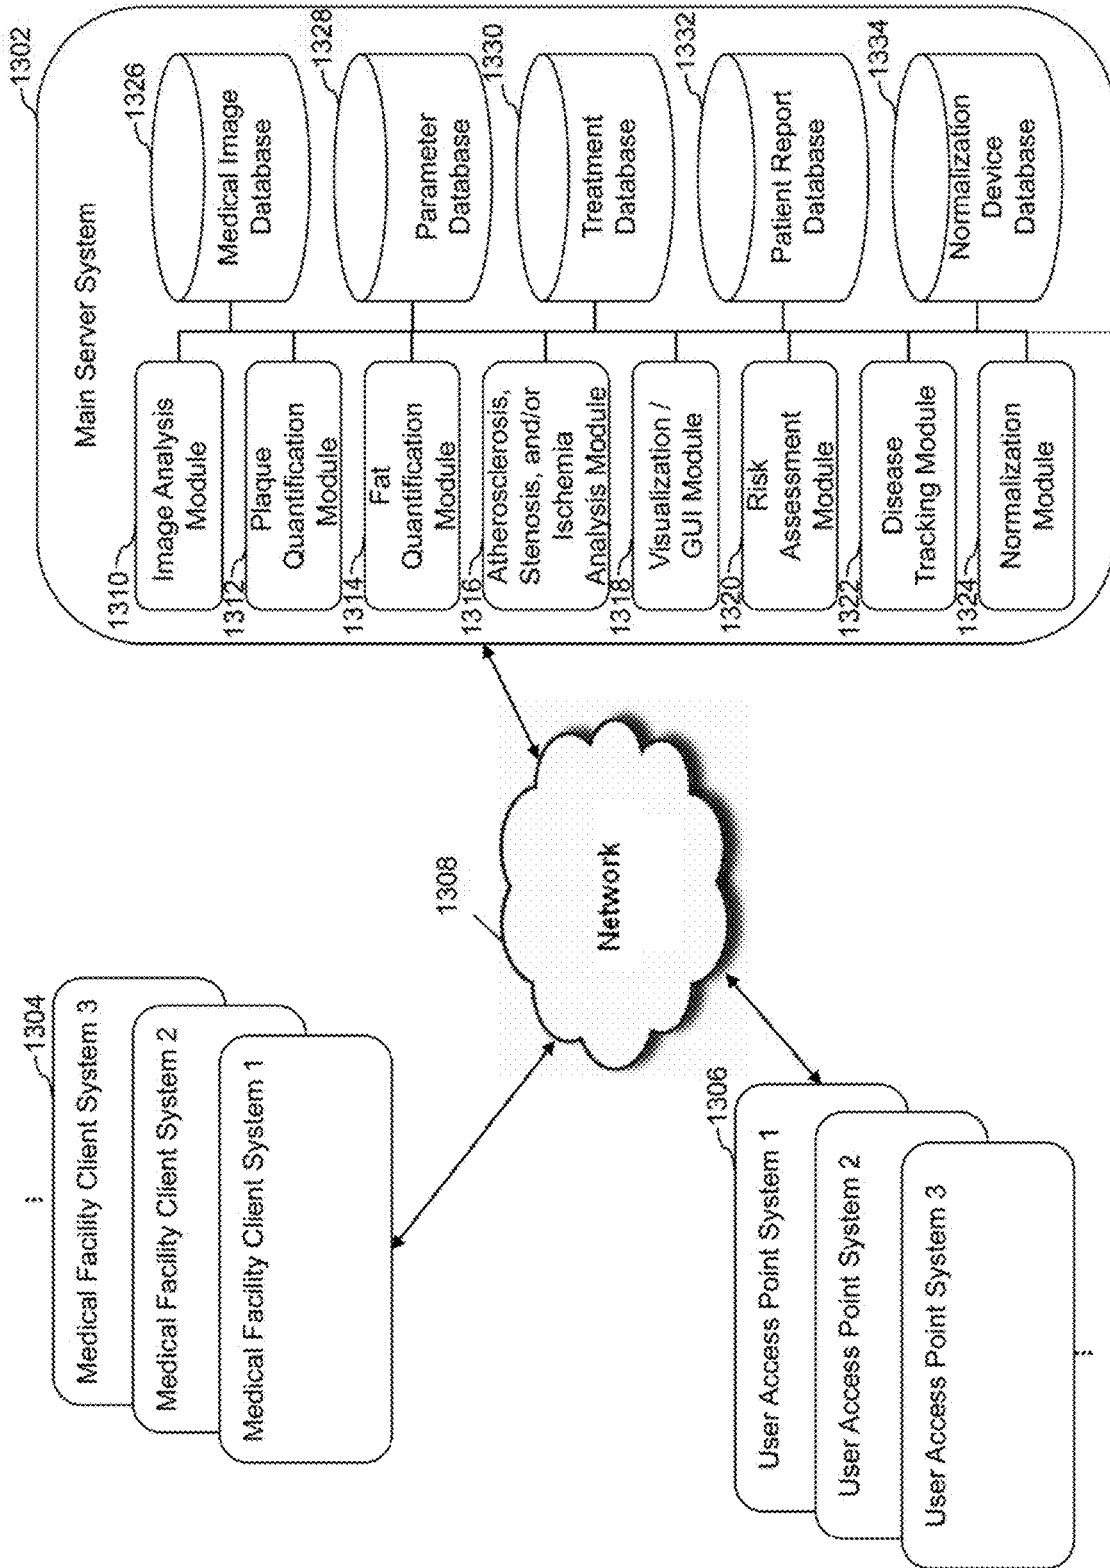 1302
Main Server System
1310
Image Analysis
Module
1312
Plaque
Quantification
Module
1314
Fat
Quantification
Module
1316
Atherosclerosis,
Stenosis, and/or
Ischemia
Analysis Module
1318
Visualization /
GUI Module
1320
Risk
Assessment
Module
1322
Disease
Tracking Module
1324
Normalization
Module
1326
Medical Image
Database
1328
Parameter
Database
1330
Treatment
Database
1332
Patient Report
Database
1334
Normalization
Device
Database
1304
Medical Facility Client System 3
Medical Facility Client System 2
Medical Facility Client System 1
1308
Network
1306
User Access Point System 1
User Access Point System 2
User Access Point System 3